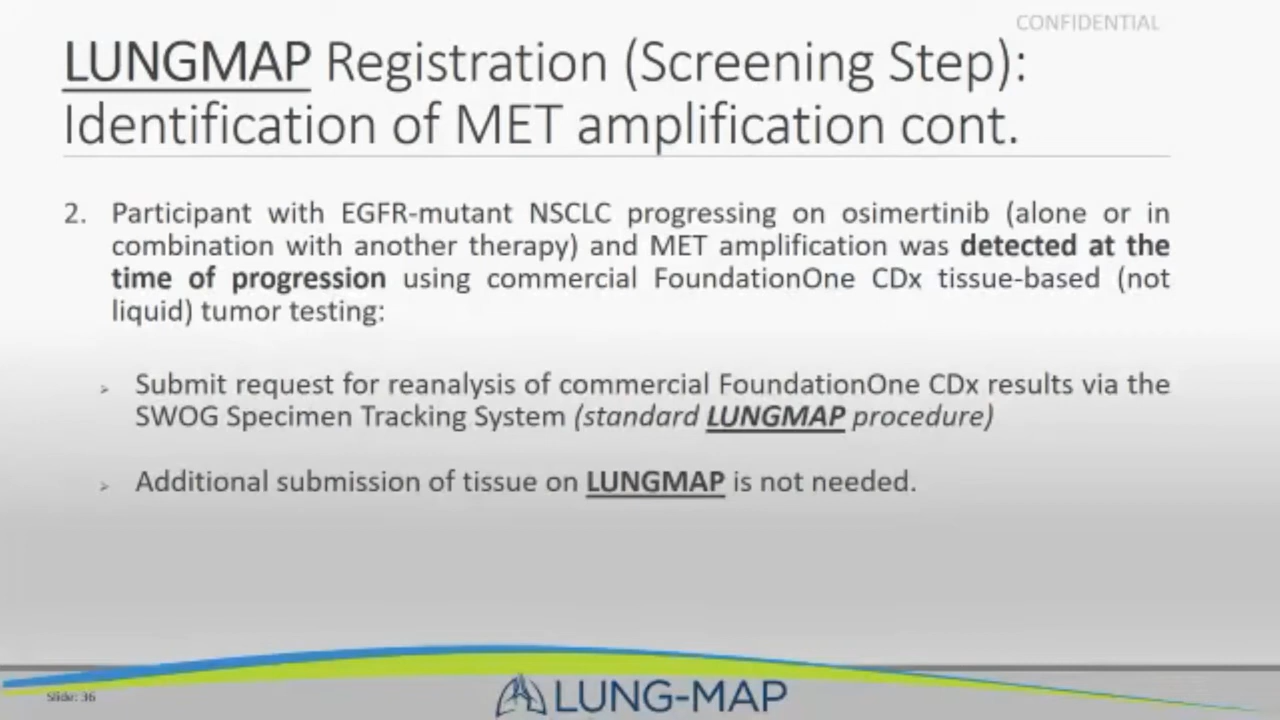 CONFIDENTIAL
LUNGMAP Registration (Screening Step):
Identification of MET amplification cont.
2. Participant with EGFR-mutant NSCLC progressing on osimertinib (alone or in
combination with another therapy) and MET amplification was detected at the
time of progression using commercial FoundationOne CDx tissue-based (not
liquid) tumor testing:
➢ Submit request for reanalysis of commercial FoundationOne CDx results via the
SWOG Specimen Tracking System (standard LUNGMAP procedure)
➢ Additional submission of tissue on LUNGMAP is not needed.
Slide: 36
LUNG-MAP